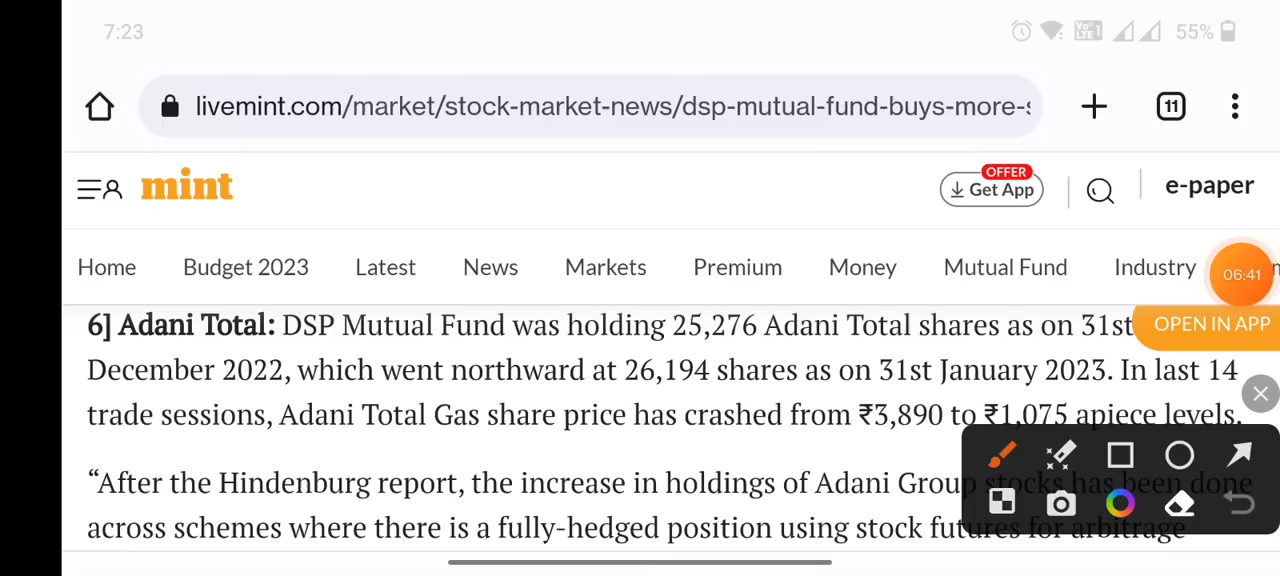 7:23 Vo LTE 1 55%
livemint.com/market/stock-market-news/dsp-mutual-fund-buys-more-s 11
mint OFFER Get App e-paper
Home Budget 2023 Latest News Markets Premium Money Mutual Fund Industry
06:41
6] Adani Total: DSP Mutual Fund was holding 25,276 Adani Total shares as on 31st
OPEN IN APP
December 2022, which went northward at 26,194 shares as on 31st January 2023. In last 14
trade sessions, Adani Total Gas share price has crashed from ₹3,890 to ₹1,075 apiece levels.
“After the Hindenburg report, the increase in holdings of Adani Group stocks has been done
across schemes where there is a fully-hedged position using stock futures for arbitrage